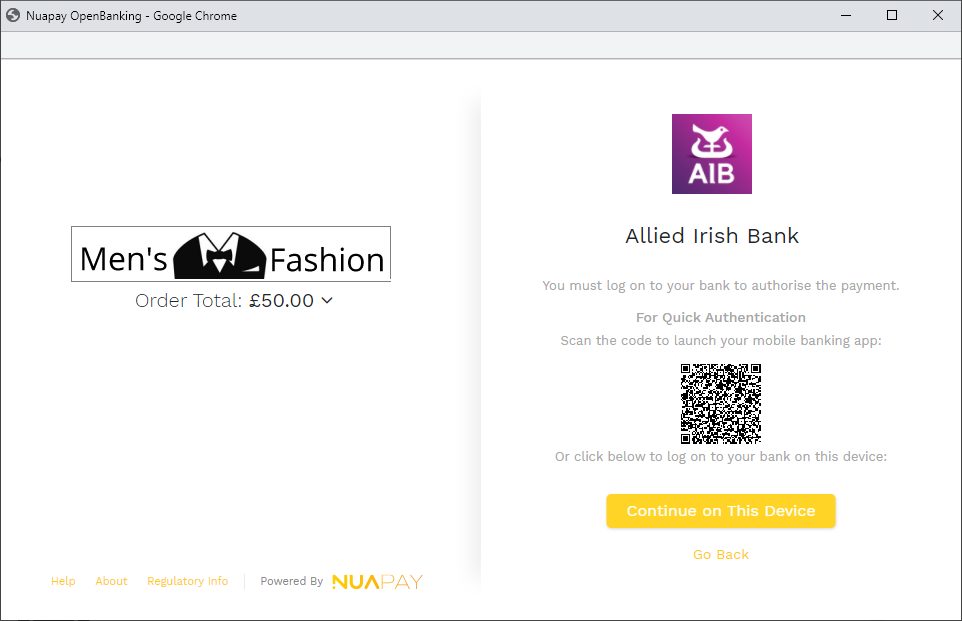 Nuapay OpenBanking - Google Chrome
Men's Fashion
Order Total: £50.00
Help About Regulatory Info Powered By NUAPAY
AIB
Allied Irish Bank
You must log on to your bank to authorise the payment.
For Quick Authentication
Scan the code to launch your mobile banking app:
Or click below to log on to your bank on this device:
Continue on This Device
Go Back